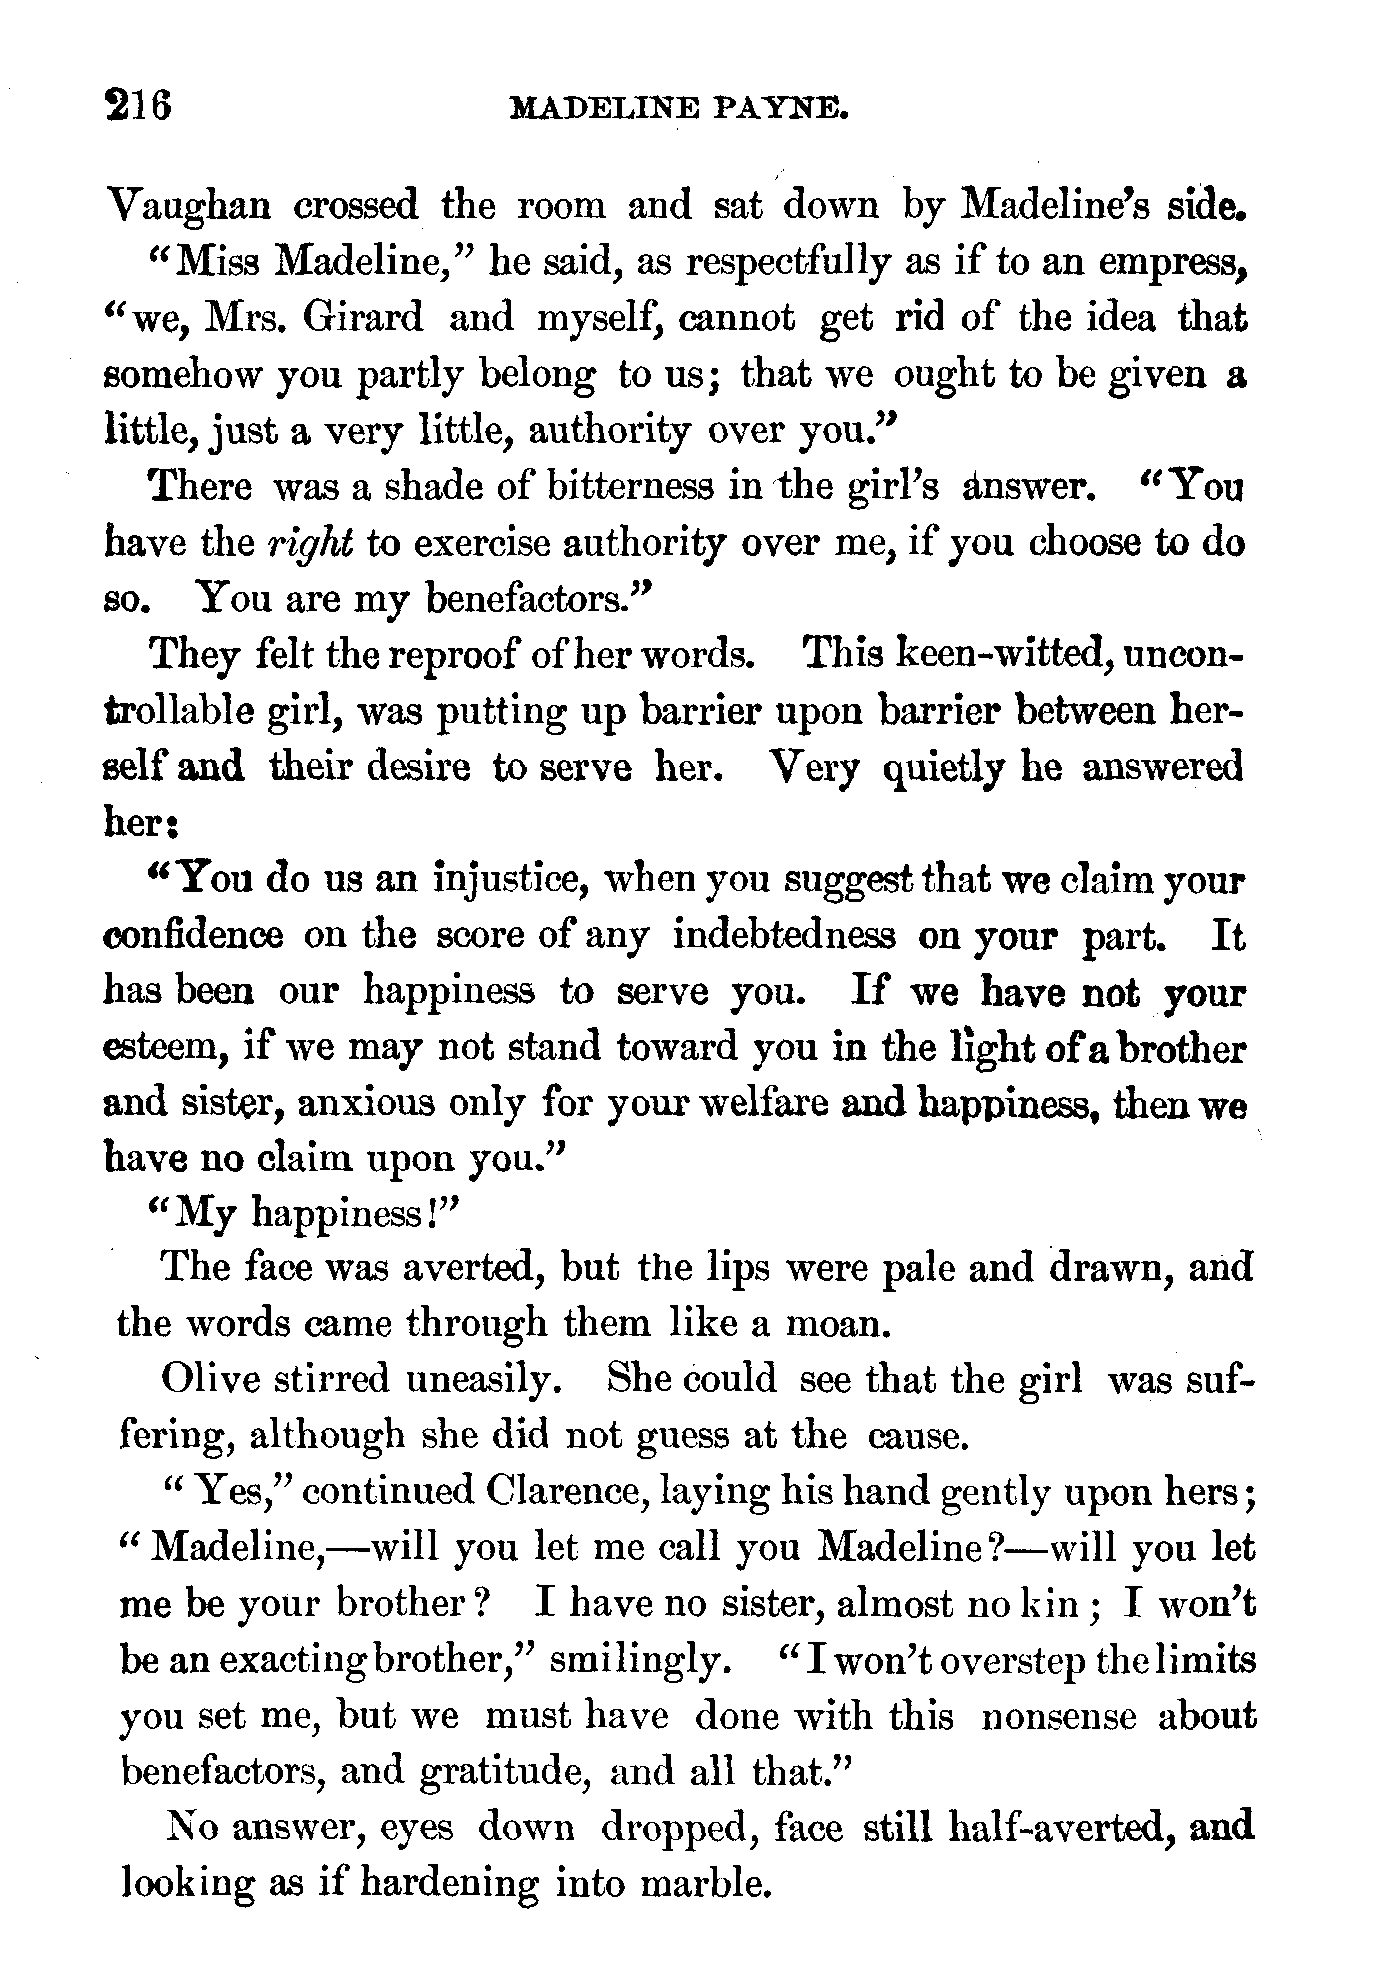 216 MADELINE PAYNE.
Vaughan crossed the room and sat down by Madeline's side.
"Miss Madeline," he said, as respectfully as if to an empress,
"we, Mrs. Girard and myself, cannot get rid of the idea that
somehow you partly belong to us; that we ought to be given a
little, just a very little, authority over you."
There was a shade of bitterness in the girl's answer. "You
have the right to exercise authority over me, if you choose to do
so. You are my benefactors."
They felt the reproof of her words. This keen-witted, uncon-
trollable girl, was putting up barrier upon barrier between her-
self and their desire to serve her. Very quietly he answered
her:
"You do us an injustice, when you suggest that we claim your
confidence on the score of any indebtedness on your part. It
has been our happiness to serve you. If we have not your
esteem, if we may not stand toward you in the light of a brother
and sister, anxious only for your welfare and happiness, then we
have no claim upon you."
"My happiness!"
The face was averted, but the lips were pale and drawn, and
the words came through them like a moan.
Olive stirred uneasily. She could see that the girl was suf-
fering, although she did not guess at the cause.
"Yes," continued Clarence, laying his hand gently upon hers;
"Madeline,—will you let me call you Madeline?—will you let
me be your brother? I have no sister, almost no kin; I won't
be an exacting brother," smilingly. "I won't overstep the limits
you set me, but we must have done with this nonsense about
benefactors, and gratitude, and all that."
No answer, eyes down dropped, face still half-averted, and
looking as if hardening into marble.